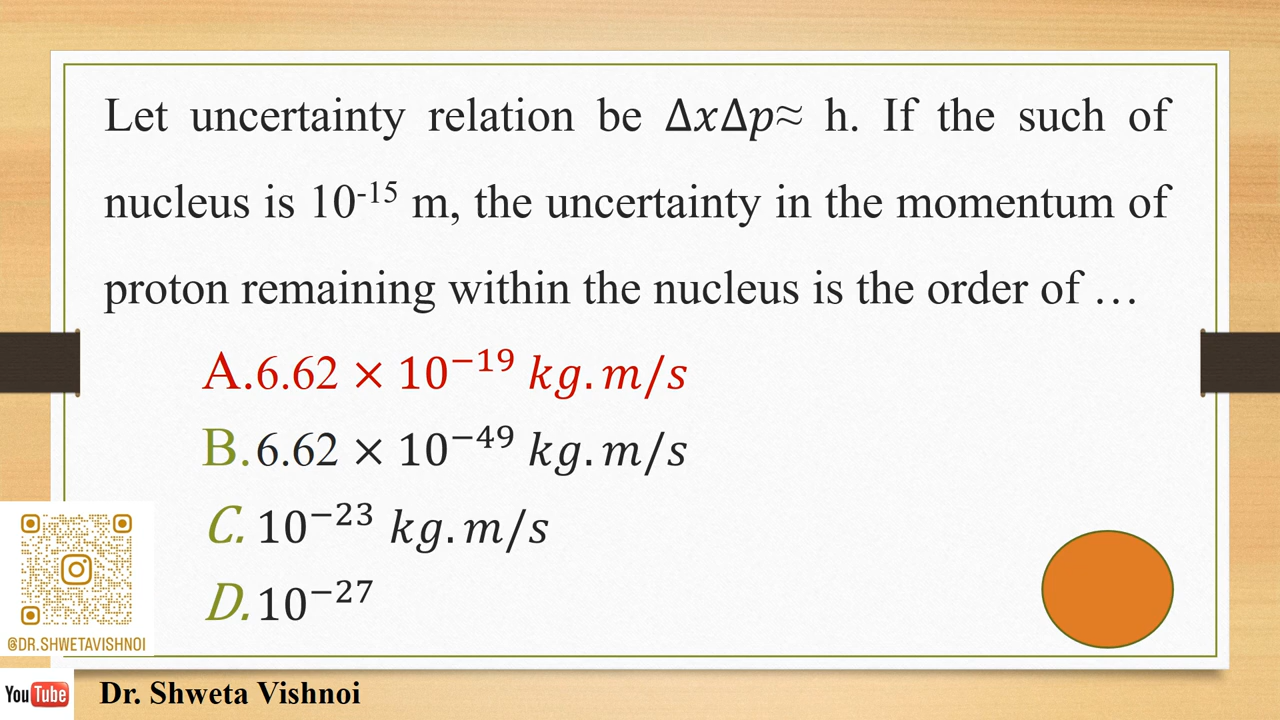 Let uncertainty relation be Δ𝑥Δ𝑝≈ h. If the such of
nucleus is 10⁻¹⁵ m, the uncertainty in the momentum of
proton remaining within the nucleus is the order of …
A.6.62 × 10⁻¹⁹ 𝑘𝑔.𝑚/𝑠
B.6.62 × 10⁻⁴⁹ 𝑘𝑔.𝑚/𝑠
C. 10⁻²³ 𝑘𝑔.𝑚/𝑠
D.10⁻²⁷
@DR.SHWETAVISHNOI
YouTube Dr. Shweta Vishnoi